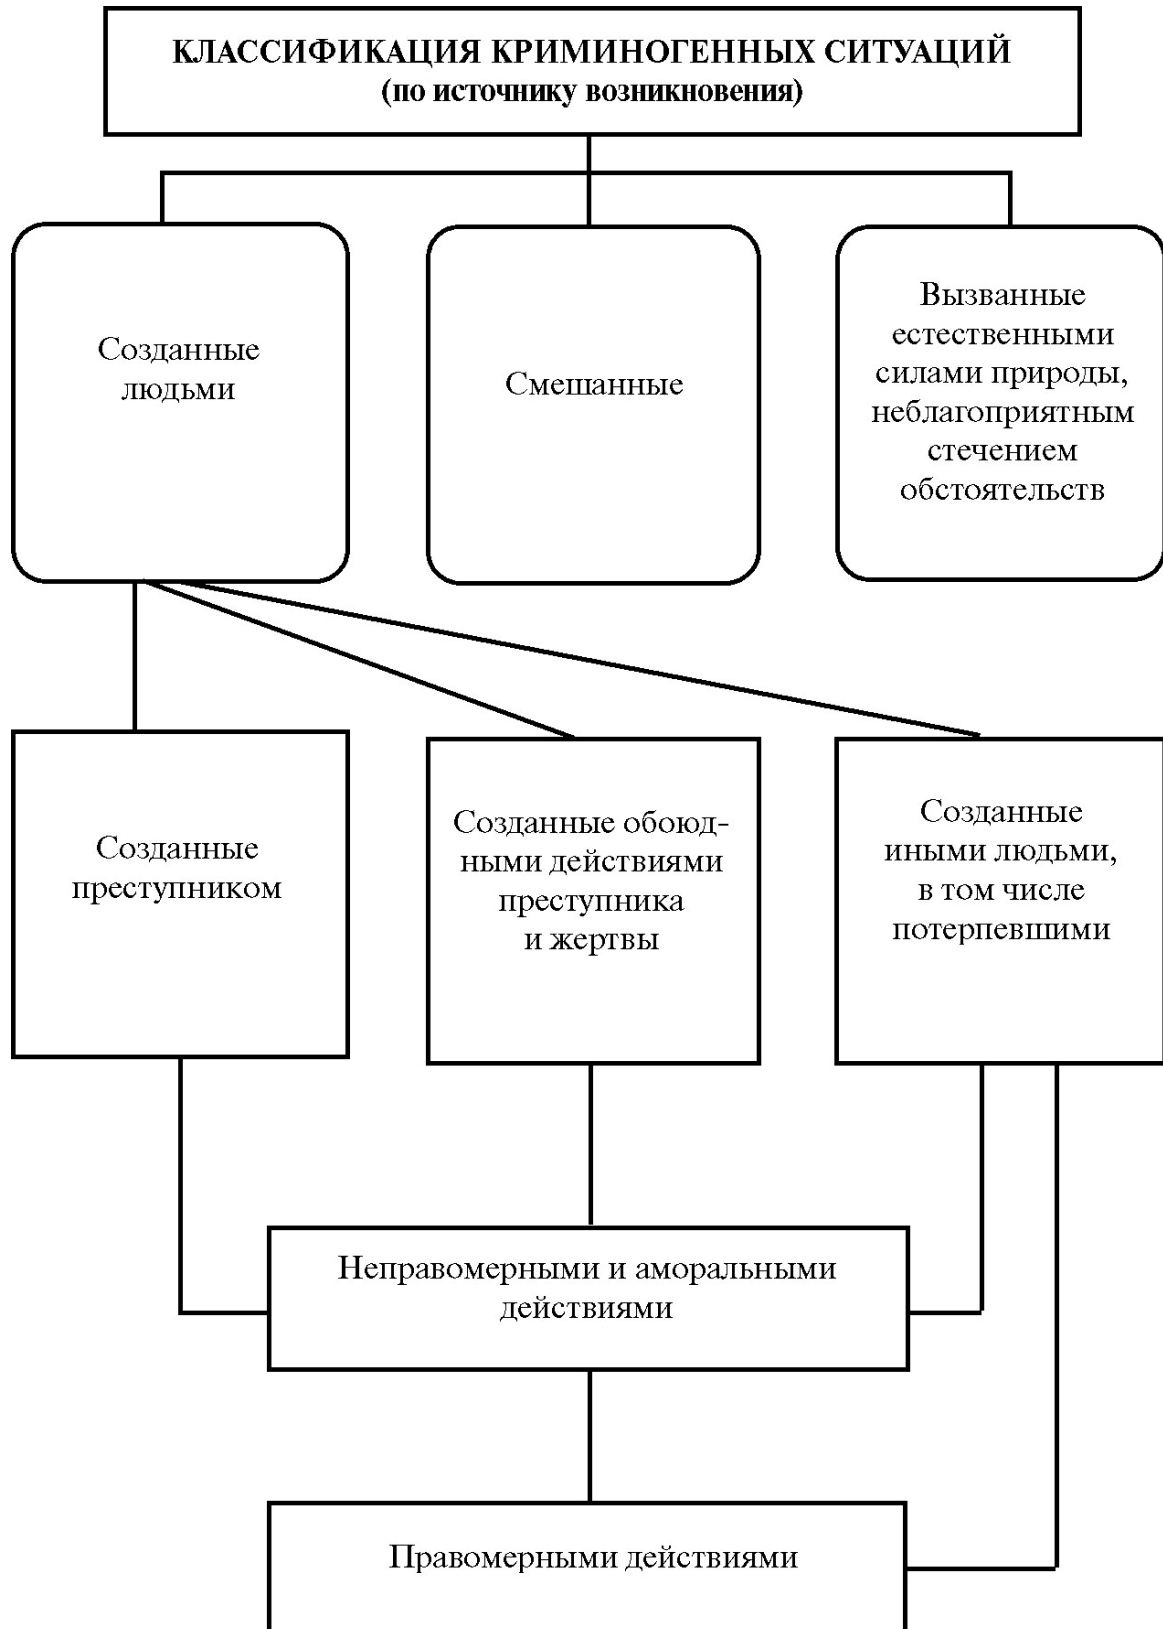 КЛАССИФИКАЦИЯ КРИМИНОГЕННЫХ СИТУАЦИЙ
(по источнику возникновения)
Созданные
людьми
Смешанные
Вызванные
естественными
силами природы,
неблагоприятным
стечением
обстоятельств
Созданные
преступником
Созданные обоюд-
ными действиями
преступника
и жертвы
Созданные
иными людьми,
в том числе
потерпевшими
Неправомерными и аморальными
действиями
Правомерными действиями